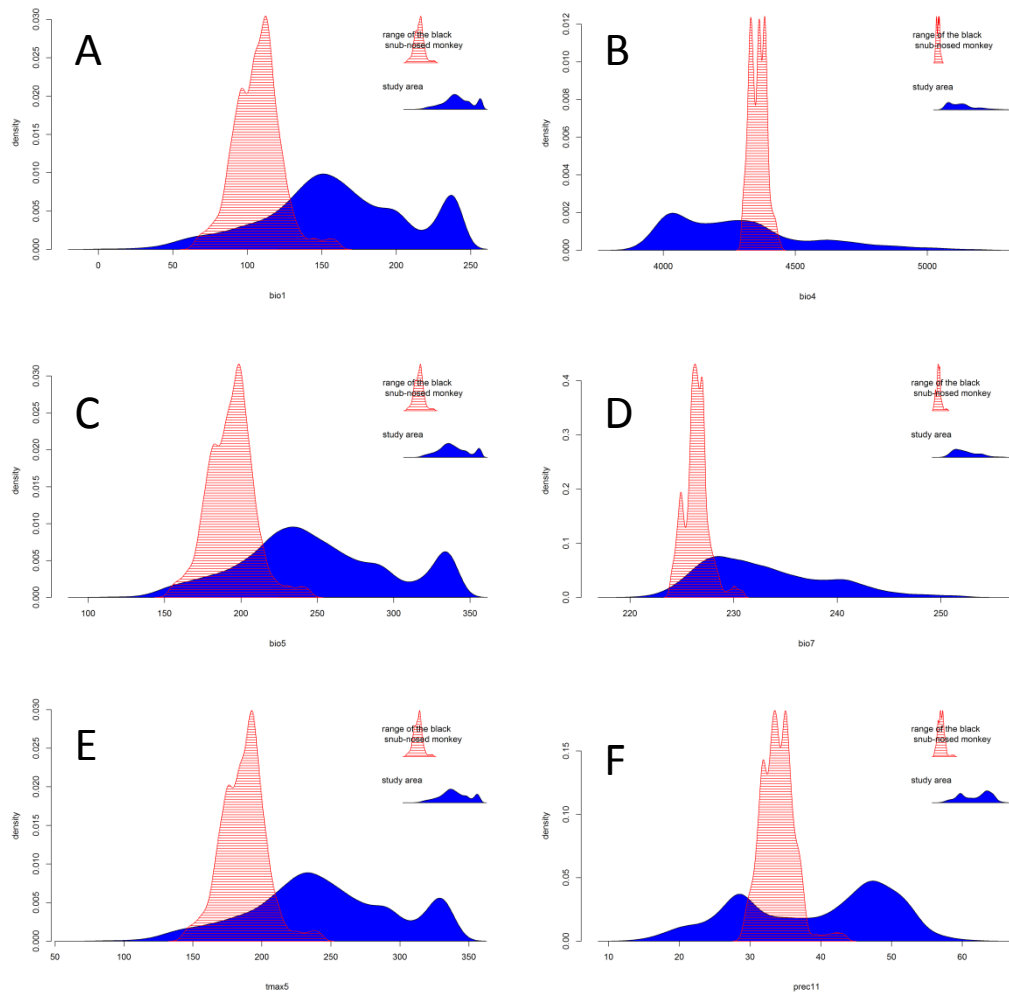 A
range of the black
snub-nosed monkey
study area
density
0.000
0.005
0.010
0.015
0.020
0.025
0.030
0
50
100
150
200
250
bio1
B
range of the black
snub-nosed monkey
study area
density
0.000
0.002
0.004
0.006
0.008
0.010
0.012
4000
4500
5000
bio4
C
range of the black
snub-nosed monkey
study area
density
0.000
0.005
0.010
0.015
0.020
0.025
0.030
100
150
200
250
300
350
bio5
D
range of the black
snub-nosed monkey
study area
density
0.0
0.1
0.2
0.3
0.4
220
230
240
250
bio7
E
range of the black
snub-nosed monkey
study area
density
0.000
0.005
0.010
0.015
0.020
0.025
0.030
50
100
150
200
250
300
350
tmax5
F
range of the black
snub-nosed monkey
study area
density
0.00
0.05
0.10
0.15
10
20
30
40
50
60
prec11